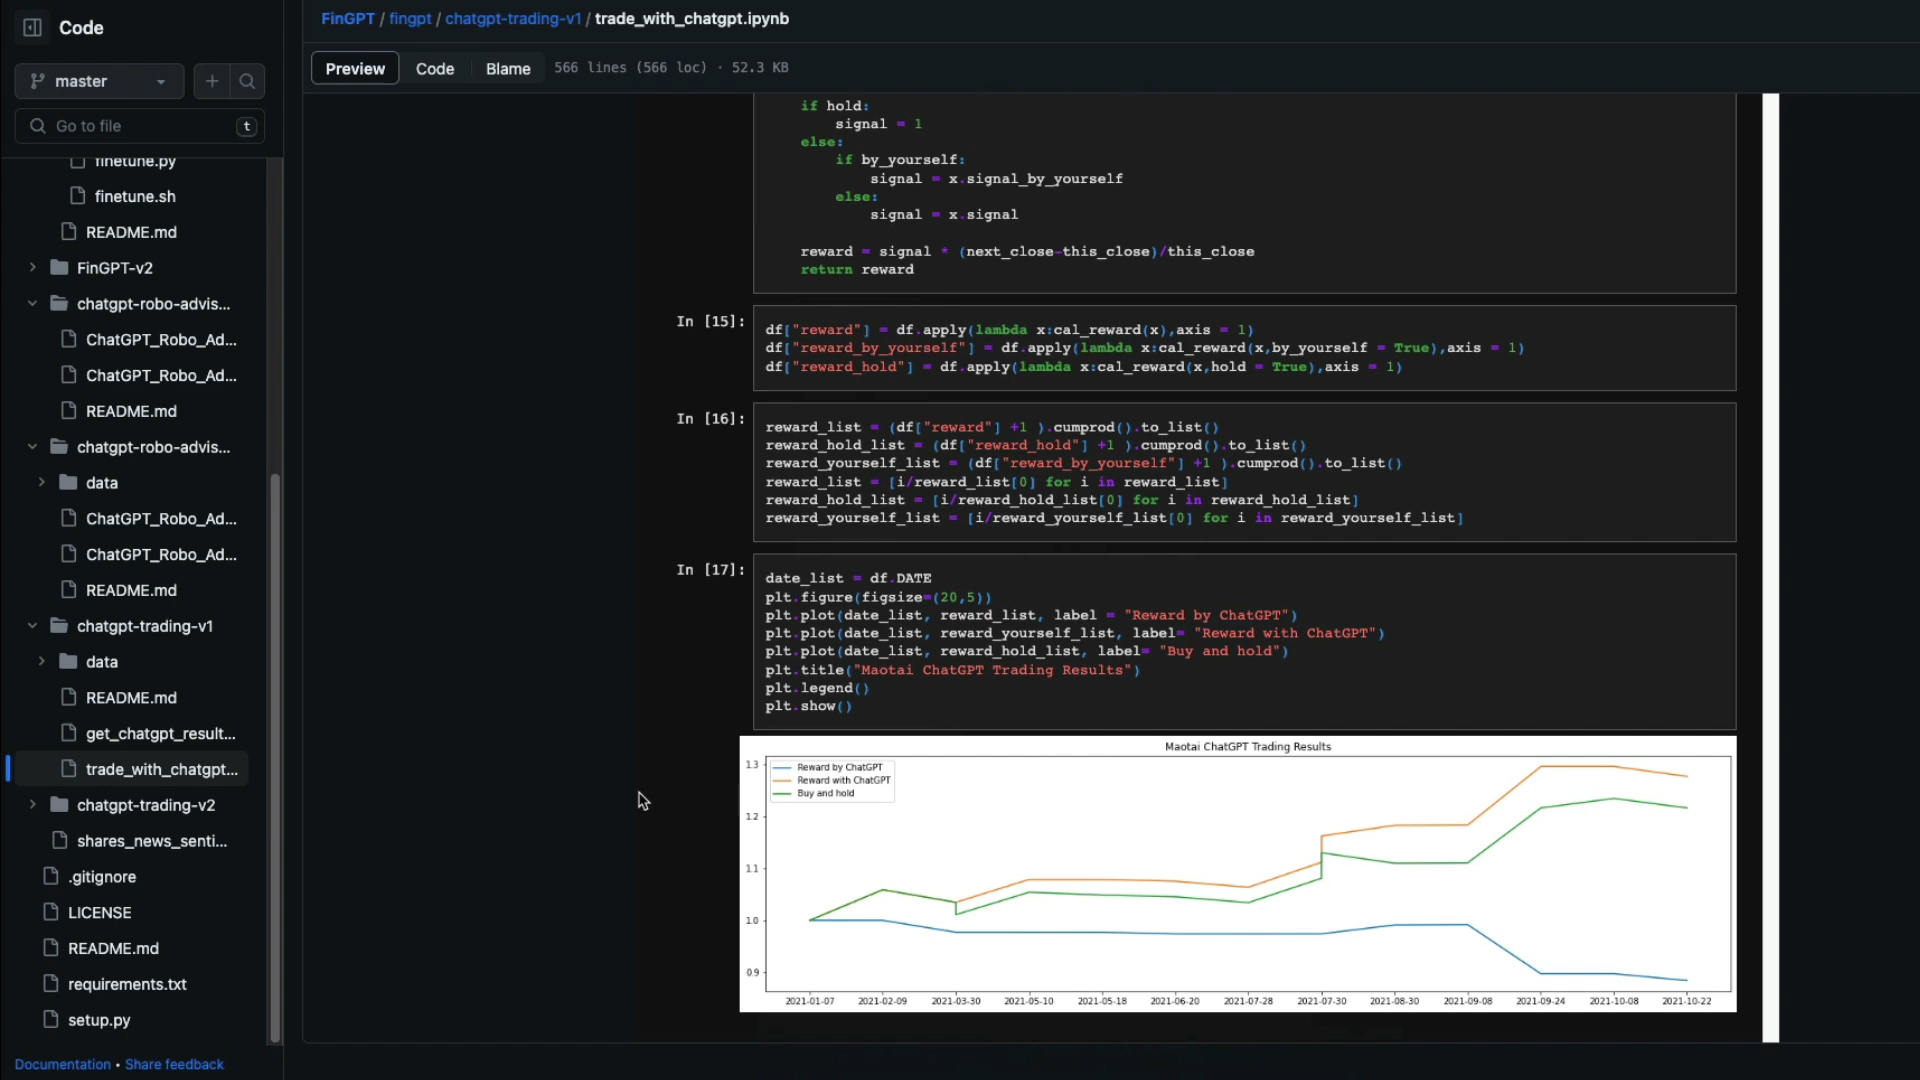 Code
master
Go to file
t
finetune.py
finetune.sh
README.md
FinGPT-v2
chatgpt-robo-advis...
ChatGPT_Robo_Ad...
ChatGPT_Robo_Ad...
README.md
chatgpt-robo-advis...
data
ChatGPT_Robo_Ad...
ChatGPT_Robo_Ad...
README.md
chatgpt-trading-v1
data
README.md
get_chatgpt_result...
trade_with_chatgpt...
chatgpt-trading-v2
shares_news_senti...
.gitignore
LICENSE
README.md
requirements.txt
setup.py
Documentation • Share feedback
FinGPT / fingpt / chatgpt-trading-v1 / trade_with_chatgpt.ipynb
Preview Code Blame 566 lines (566 loc) · 52.3 KB
if hold:
signal = 1
else:
if by_yourself:
signal = x.signal_by_yourself
else:
signal = x.signal
reward = signal * (next_close-this_close)/this_close
return reward
In [15]:
df["reward"] = df.apply(lambda x:cal_reward(x),axis = 1)
df["reward_by_yourself"] = df.apply(lambda x:cal_reward(x,by_yourself = True),axis = 1)
df["reward_hold"] = df.apply(lambda x:cal_reward(x,hold = True),axis = 1)
In [16]:
reward_list = (df["reward"] +1 ).cumprod().to_list()
reward_hold_list = (df["reward_hold"] +1 ).cumprod().to_list()
reward_yourself_list = (df["reward_by_yourself"] +1 ).cumprod().to_list()
reward_list = [i/reward_list[0] for i in reward_list]
reward_hold_list = [i/reward_hold_list[0] for i in reward_hold_list]
reward_yourself_list = [i/reward_yourself_list[0] for i in reward_yourself_list]
In [17]:
date_list = df.DATE
plt.figure(figsize=(20,5))
plt.plot(date_list, reward_list, label = "Reward by ChatGPT")
plt.plot(date_list, reward_yourself_list, label= "Reward with ChatGPT")
plt.plot(date_list, reward_hold_list, label= "Buy and hold")
plt.title("Maotai ChatGPT Trading Results")
plt.legend()
plt.show()
Maotai ChatGPT Trading Results
Reward by ChatGPT
Reward with ChatGPT
Buy and hold
1.3
1.2
1.1
1.0
0.9
2021-01-07 2021-02-09 2021-03-30 2021-05-10 2021-05-18 2021-06-20 2021-07-28 2021-07-30 2021-08-30 2021-09-08 2021-09-24 2021-10-08 2021-10-22